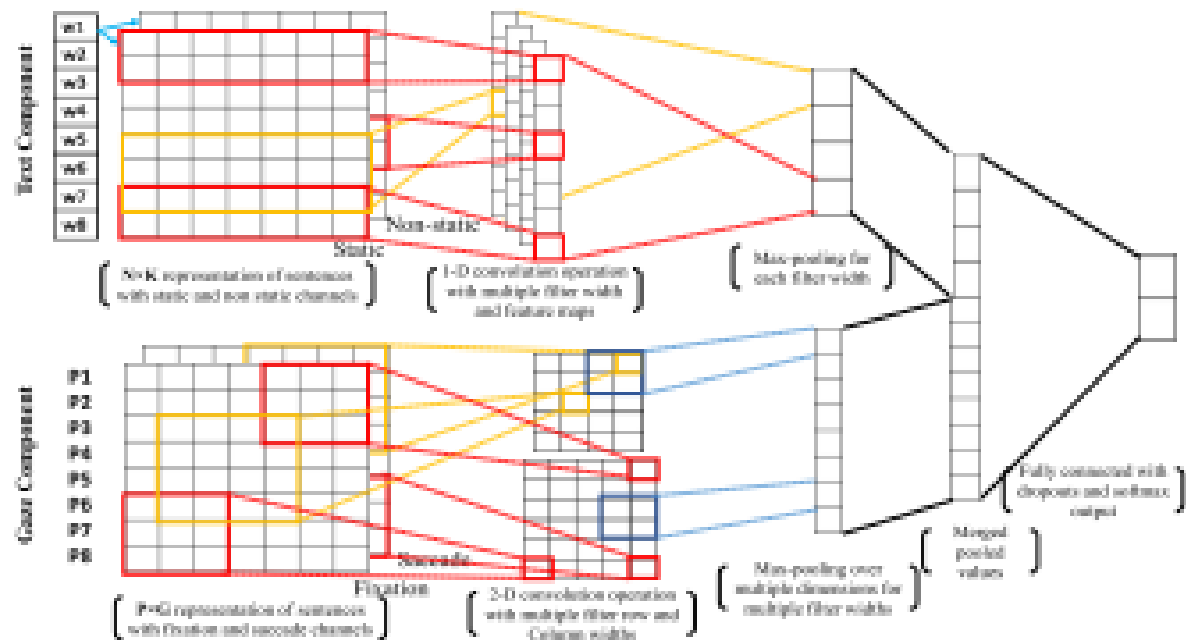 Text Component
w1
w2
w3
w4
w5
w6
w7
w8
Non-static
Static
N×K representation of sentences
with static and non static channels
1-D convolution operation
with multiple filter width
and feature maps
Max-pooling for
each filter width
Gaze Component
P1
P2
P3
P4
P5
P6
P7
P8
Saccade
Fixation
P×G representation of sentences
with fixation and saccade channels
2-D convolution operation
with multiple filter row and
Column widths
Max-pooling over
multiple dimensions for
multiple filter widths
Merged
pooled
values
Fully connected with
dropouts and softmax
output